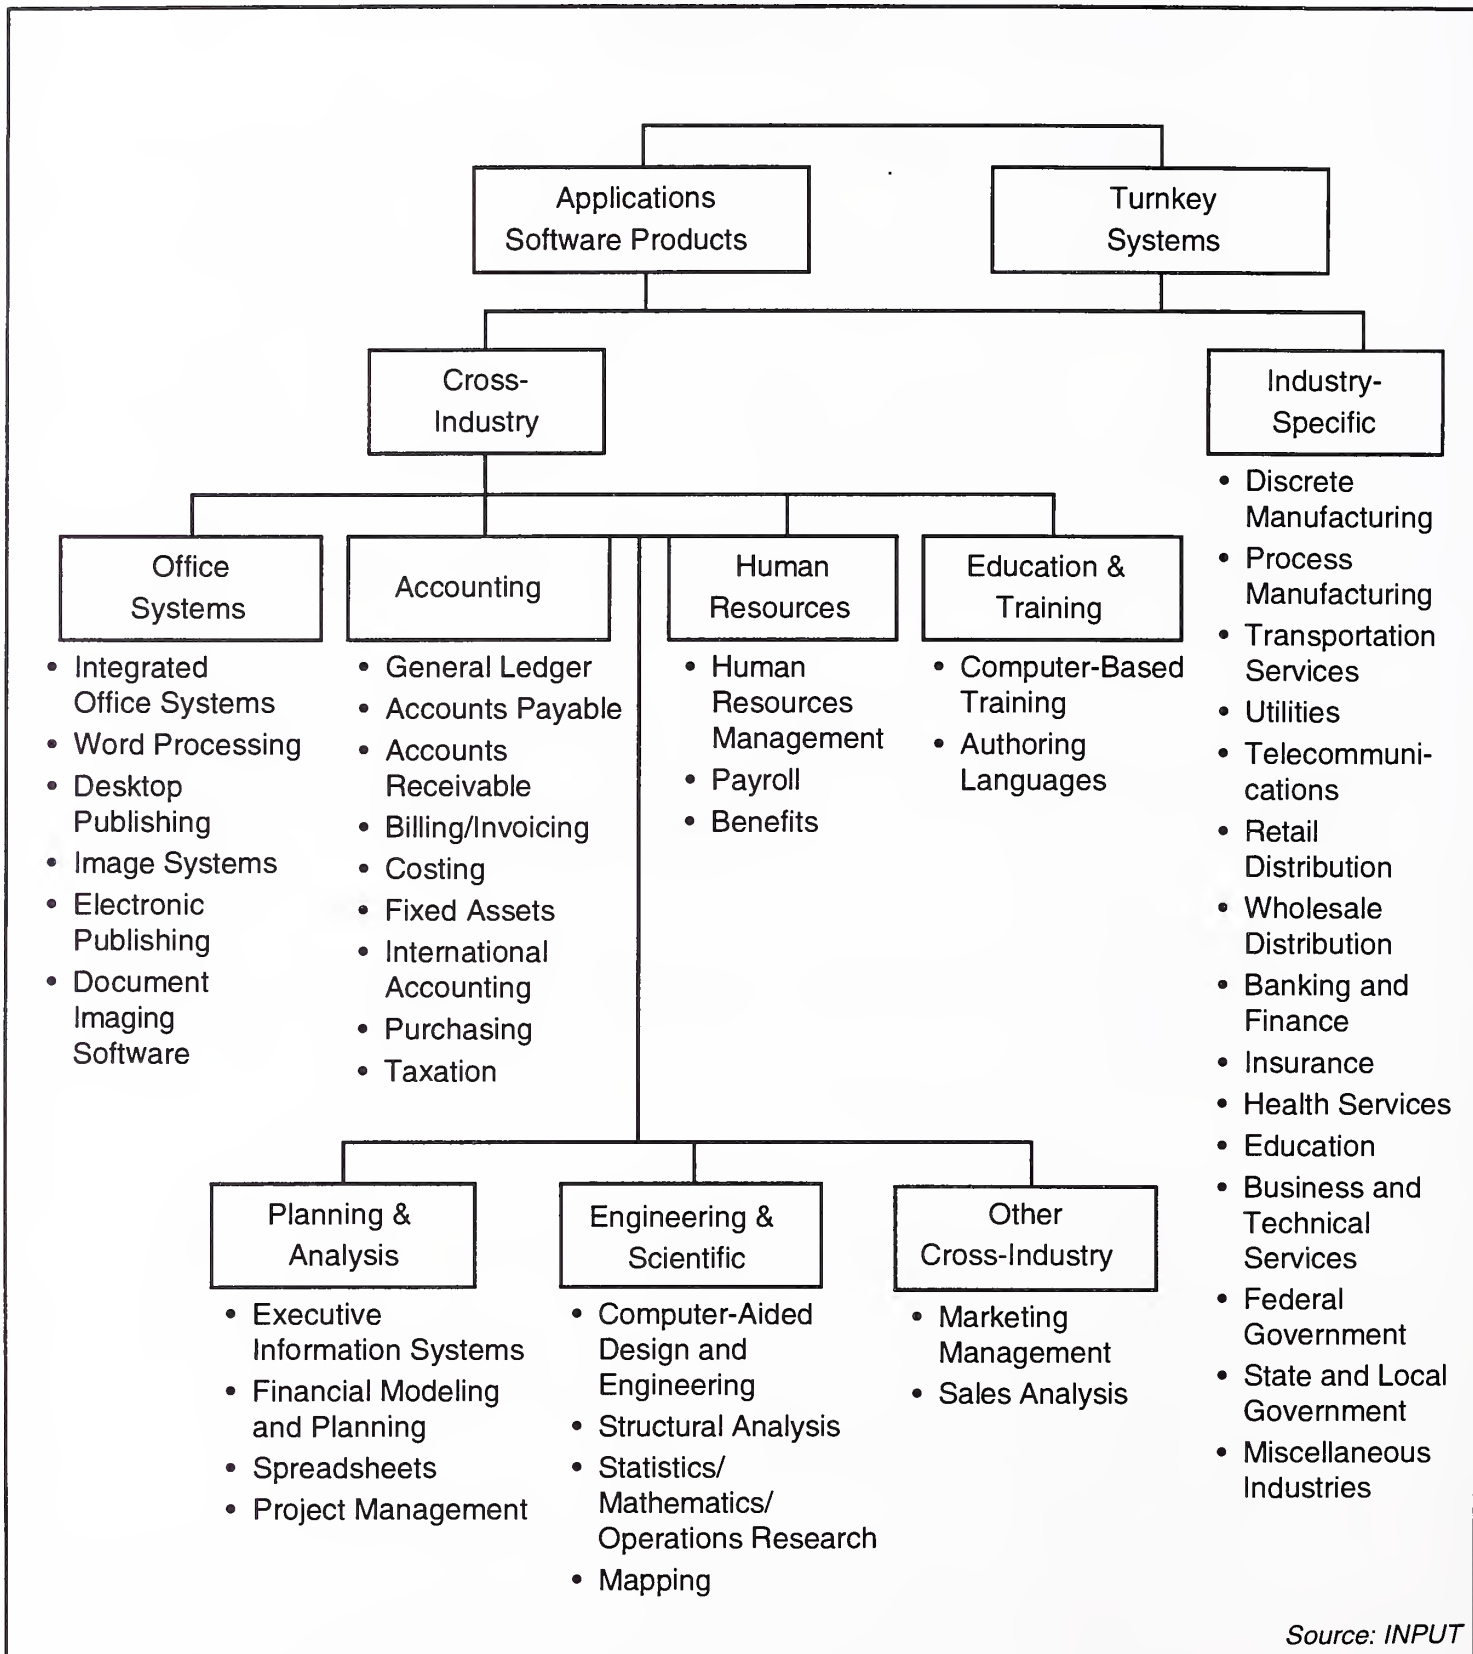 Applications
Software Products
Turnkey
Systems
Cross-
Industry
Industry-
Specific
• Discrete
Manufacturing
• Process
Manufacturing
• Transportation
Services
• Utilities
• Telecommuni-
cations
• Retail
Distribution
• Wholesale
Distribution
• Banking and
Finance
• Insurance
• Health Services
• Education
• Business and
Technical
Services
• Federal
Government
• State and Local
Government
• Miscellaneous
Industries
Office
Systems
• Integrated
Office Systems
• Word Processing
• Desktop
Publishing
• Image Systems
• Electronic
Publishing
• Document
Imaging
Software
Accounting
• General Ledger
• Accounts Payable
• Accounts
Receivable
• Billing/Invoicing
• Costing
• Fixed Assets
• International
Accounting
• Purchasing
• Taxation
Human
Resources
• Human
Resources
Management
• Payroll
• Benefits
Education &
Training
• Computer-Based
Training
• Authoring
Languages
Planning &
Analysis
• Executive
Information Systems
• Financial Modeling
and Planning
• Spreadsheets
• Project Management
Engineering &
Scientific
• Computer-Aided
Design and
Engineering
• Structural Analysis
• Statistics/
Mathematics/
Operations Research
• Mapping
Other
Cross-Industry
• Marketing
Management
• Sales Analysis
Source: INPUT